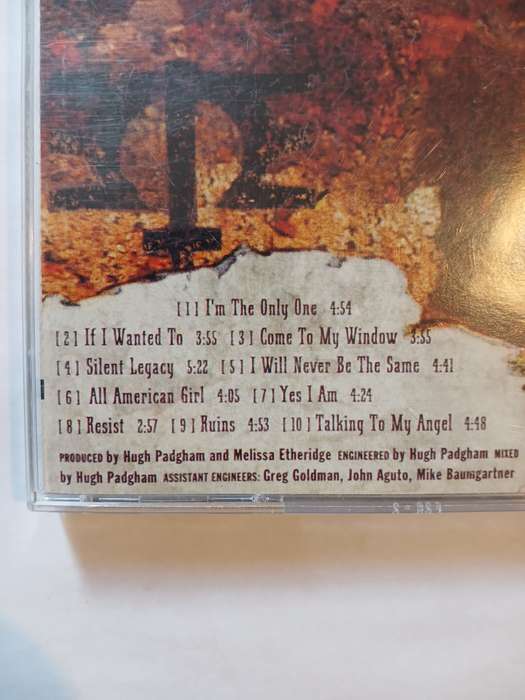 [1] I'm The Only One 4:54
[2] If I Wanted To 3:55 [3] Come To My Window 3:55
[4] Silent Legacy 5:22 [5] I Will Never Be The Same 4:41
[6] All American Girl 4:05 [7] Yes I Am 4:24
[8] Resist 2:57 [9] Ruins 4:53 [10] Talking To My Angel 4:48
PRODUCED by Hugh Padgham and Melissa Etheridge ENGINEERED by Hugh Padgham MIXED
by Hugh Padgham ASSISTANT ENGINEERS: Greg Goldman, John Aguto, Mike Baumgartner